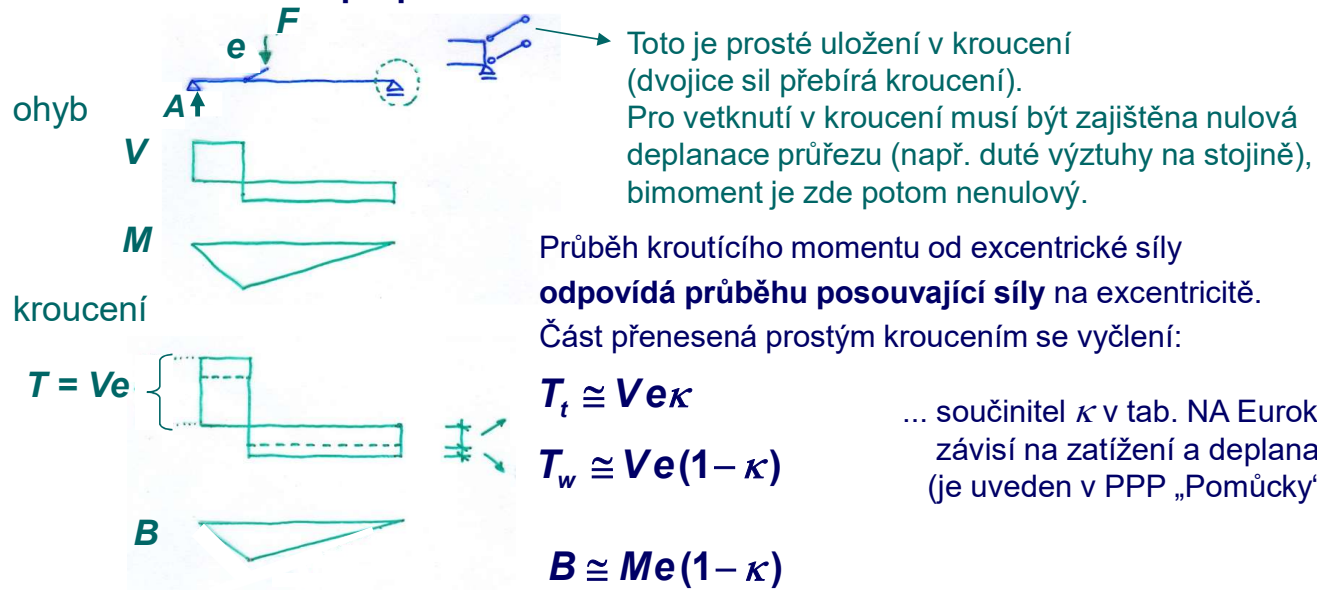 F
e
Toto je prosté uložení v kroucení
(dvojice sil přebírá kroucení).
Pro vetknutí v kroucení musí být zajištěna nulová
deplanace průřezu (např. duté výztuhy na stojině),
bimoment je zde potom nenulový.
ohyb
A
V
M
Průběh kroutícího momentu od excentrické síly
odpovídá průběhu posouvající síly na excentricitě.
Část přenesená prostým kroucením se vyčlení:
kroucení
T = Ve
T_t ≅ Veκ
... součinitel κ v tab. NA Eurok
závisí na zatížení a deplana
(je uveden v PPP „Pomůcky“
T_w ≅ Ve(1− κ)
B
B ≅ Me(1− κ)